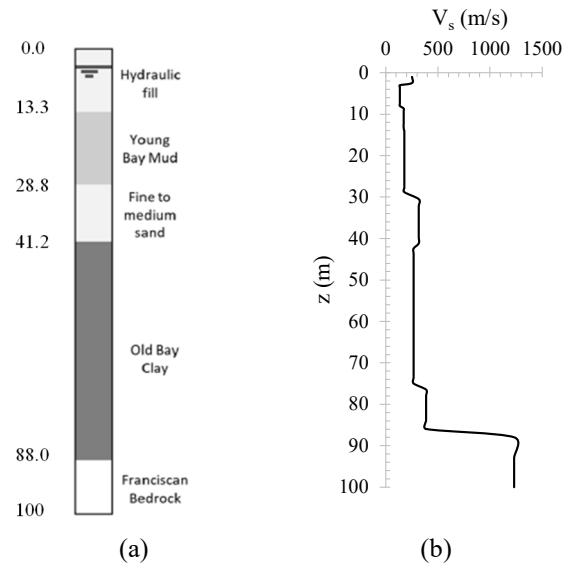 0.0
Hydraulic
fill
13.3
Young
Bay Mud
28.8
Fine to
medium
sand
41.2
Old Bay
Clay
88.0
Franciscan
Bedrock
100
(a)
Vs (m/s)
0 500 1000 1500
0
10
20
30
40
50
60
70
80
90
100
z (m)
(b)